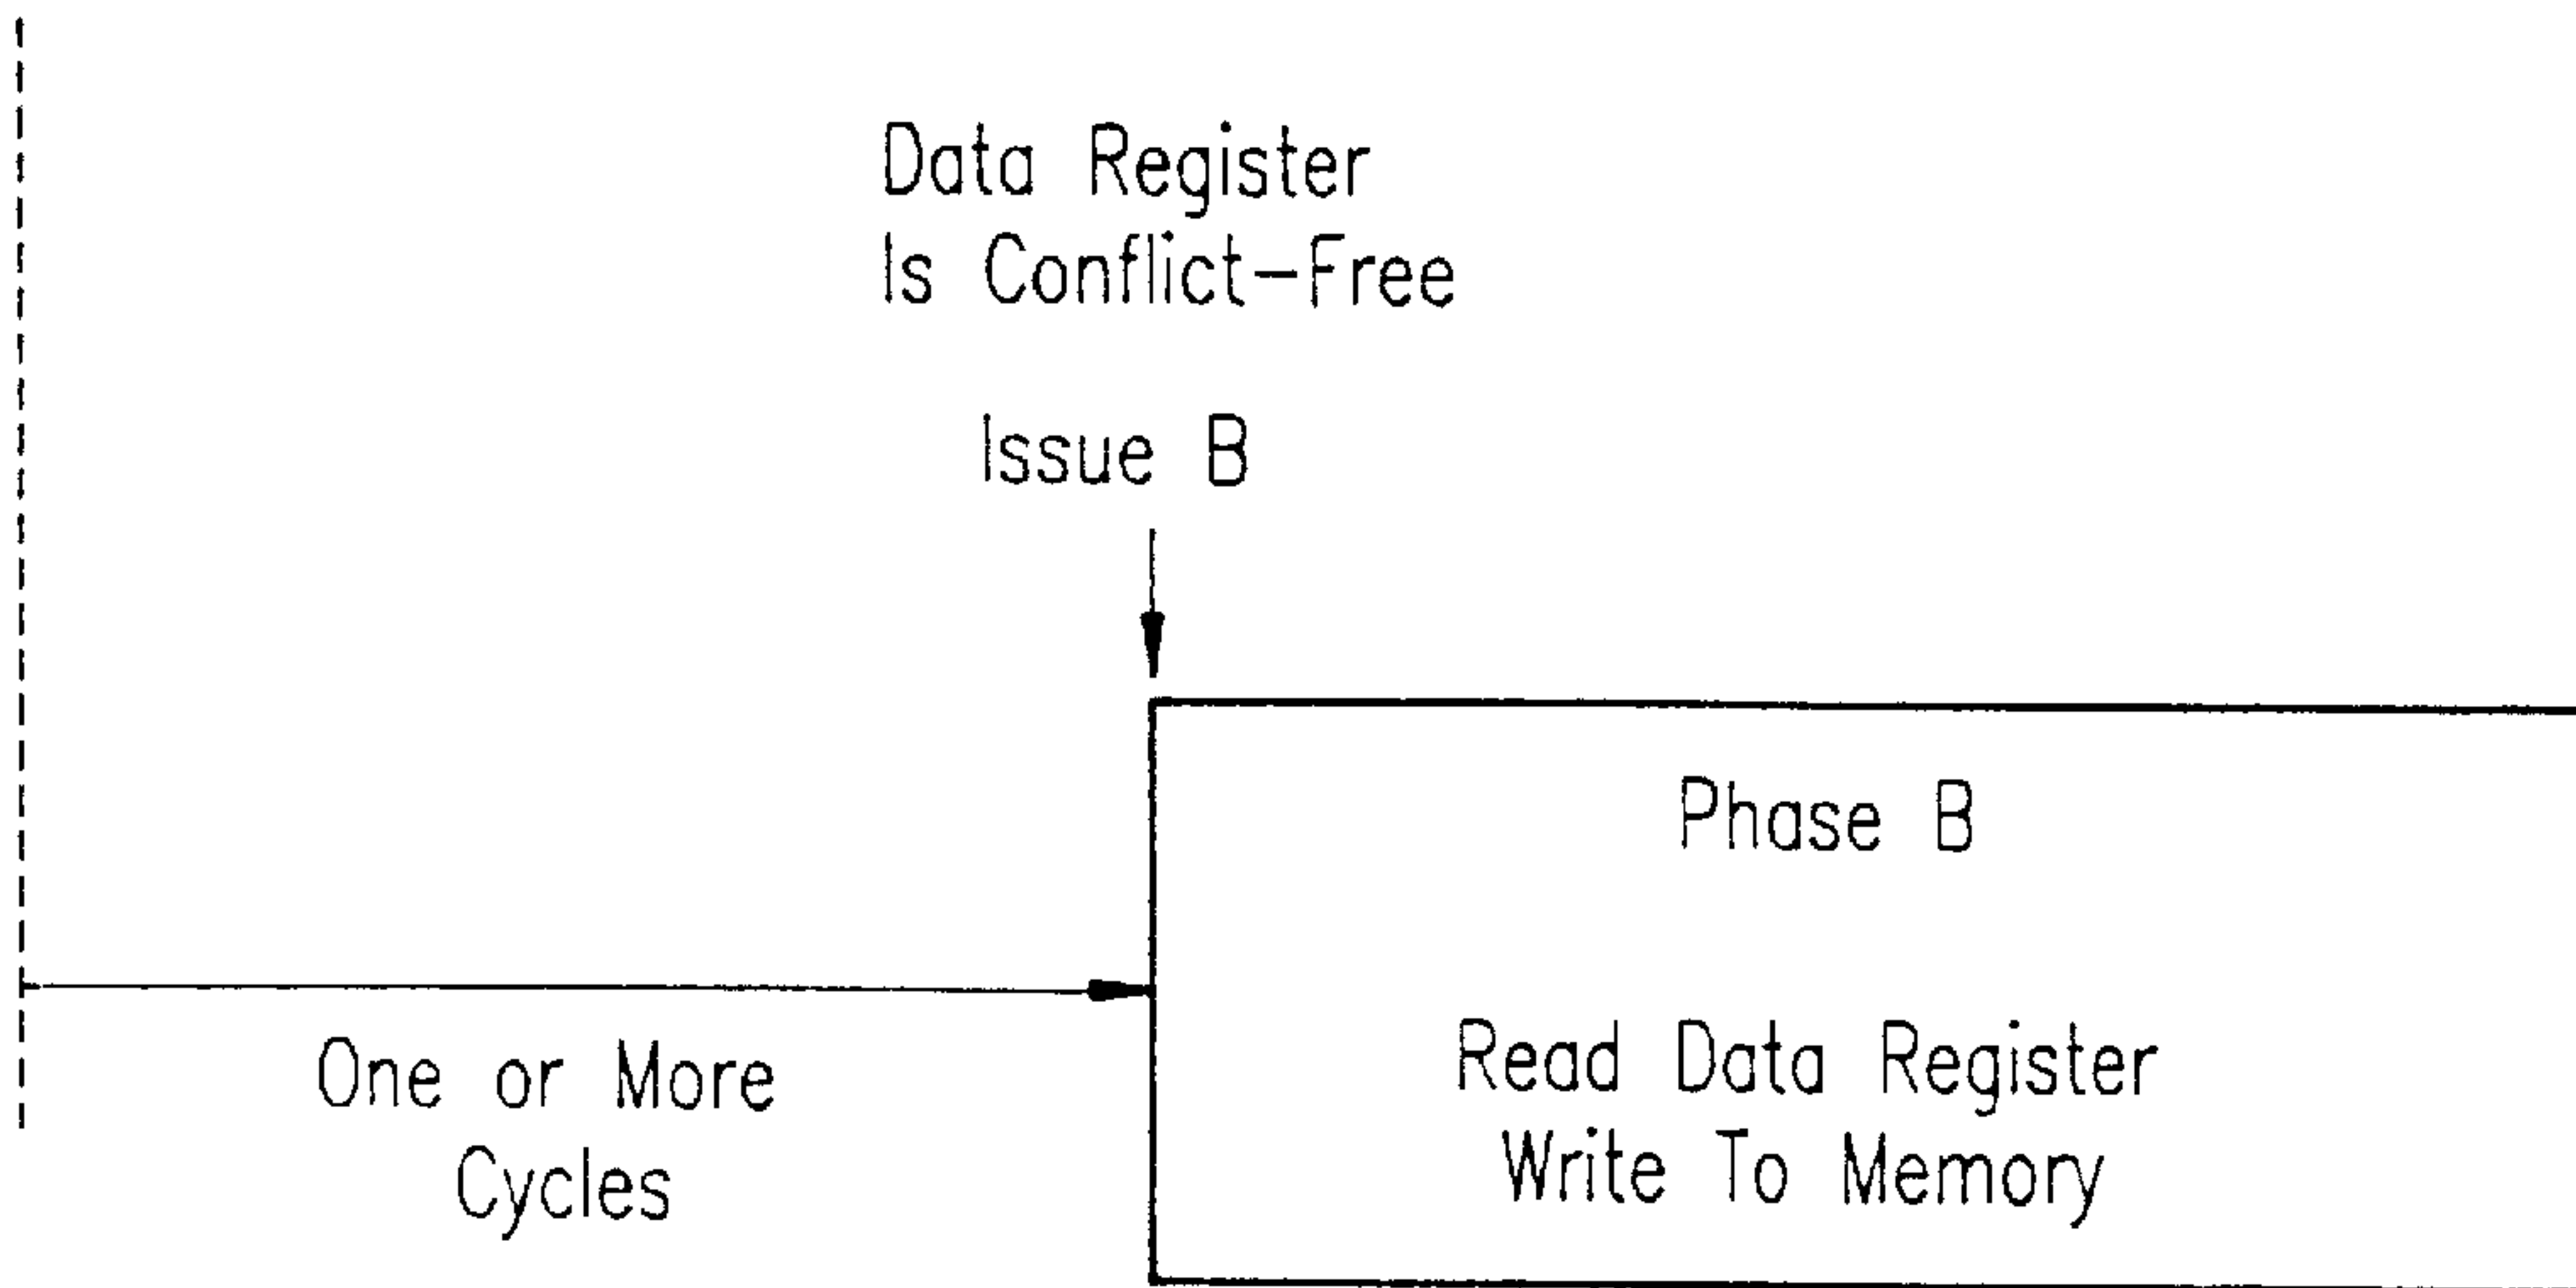 Data Register
Is Conflict-Free
Issue B
Phase B
One or More
Cycles
Read Data Register
Write To Memory